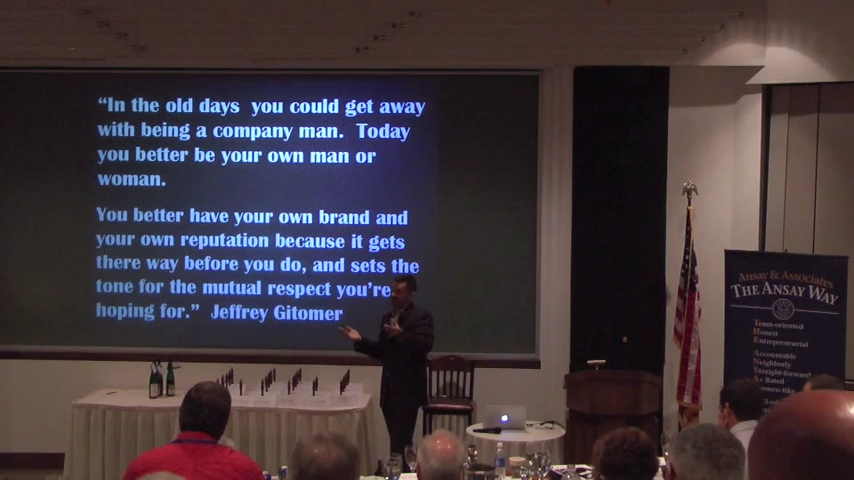 “In the old days you could get away
with being a company man. Today
you better be your own man or
woman.
You better have your own brand and
your own reputation because it gets
there way before you do, and sets the
tone for the mutual respect you're
hoping for.” Jeffrey Gitomer
Ansay & Associates
THE ANSAY WAY
Team-oriented
Honest
Entrepreneurial
Accountable
Neighborly
Straight-forward
A+ Rated